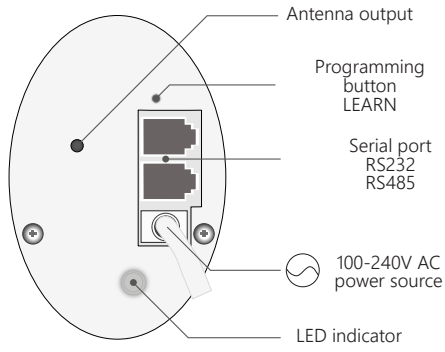 Antenna output
Programming
button
LEARN
Serial port
RS232
RS485
100-240V AC
power source
LED indicator